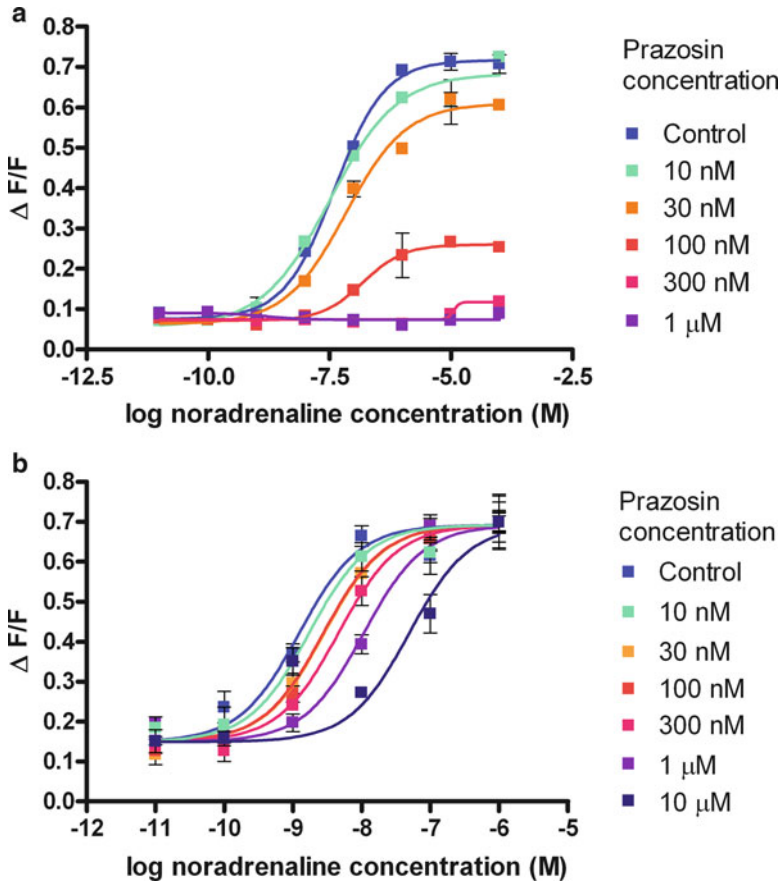 a
Prazosin
concentration
Control
10 nM
30 nM
100 nM
300 nM
1 μM
Δ F/F
0.8
0.7
0.6
0.5
0.4
0.3
0.2
0.1
0.0
-12.5 -10.0 -7.5 -5.0 -2.5
log noradrenaline concentration (M)
b
Prazosin
concentration
Control
10 nM
30 nM
100 nM
300 nM
1 μM
10 μM
Δ F/F
0.8
0.7
0.6
0.5
0.4
0.3
0.2
0.1
0.0
-12 -11 -10 -9 -8 -7 -6 -5
log noradrenaline concentration (M)